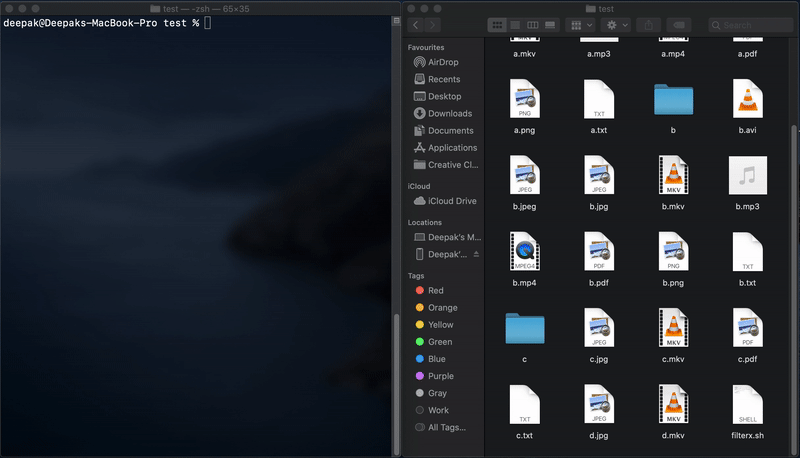 test — -zsh — 65×35
deepak@Deepaks-MacBook-Pro test %
test
Search
Favourites
AirDrop
Recents
Desktop
Downloads
Documents
Applications
Creative Cl...
iCloud
iCloud Drive
Locations
Deepak's M...
Deepak'...
Tags
Red
Orange
Yellow
Green
Blue
Purple
Gray
Work
All Tags...
a.mkv
a.mp3
a.mp4
a.pdf
PNG
TXT
a.png
a.txt
b
b.avi
JPEG
JPEG
MKV
b.jpeg
b.jpg
b.mkv
b.mp3
MPEG4
PDF
PNG
TXT
b.mp4
b.pdf
b.png
b.txt
JPEG
MKV
PDF
c
c.jpg
c.mkv
c.pdf
TXT
JPEG
MKV
SHELL
c.txt
d.jpg
d.mkv
filterx.sh